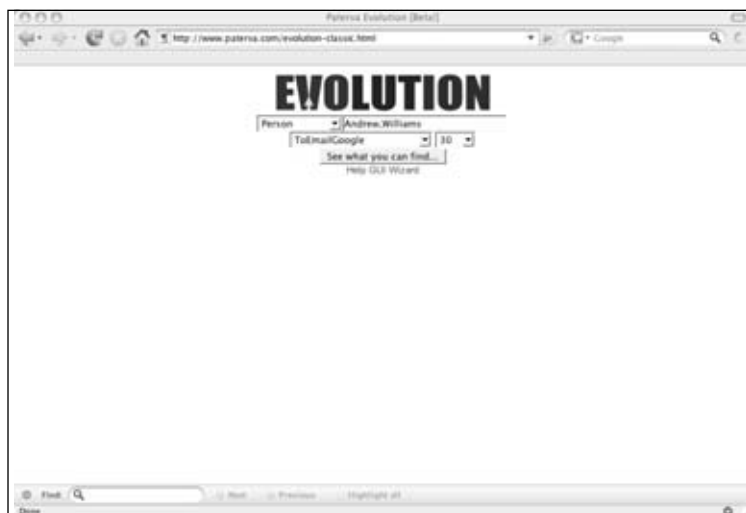 Paterva Evolution [Beta]
http://www.paterva.com/evolution-classic.html Google
EVOLUTION
Person Andrew,Williams
ToEmailGoogle 30
See what you can find...
Help GUI Wizard
Find: Next Previous Highlight all
Done